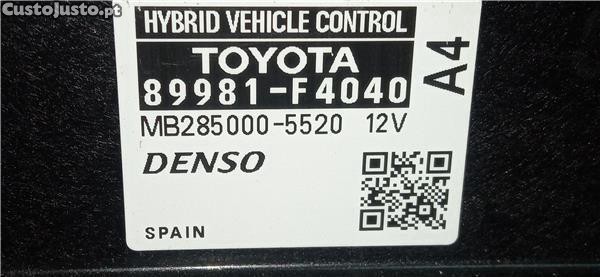 CustoJusto.pt
HYBRID VEHICLE CONTROL
TOYOTA
89981-F4040
A4
MB285000-5520 12V
DENSO
SPAIN